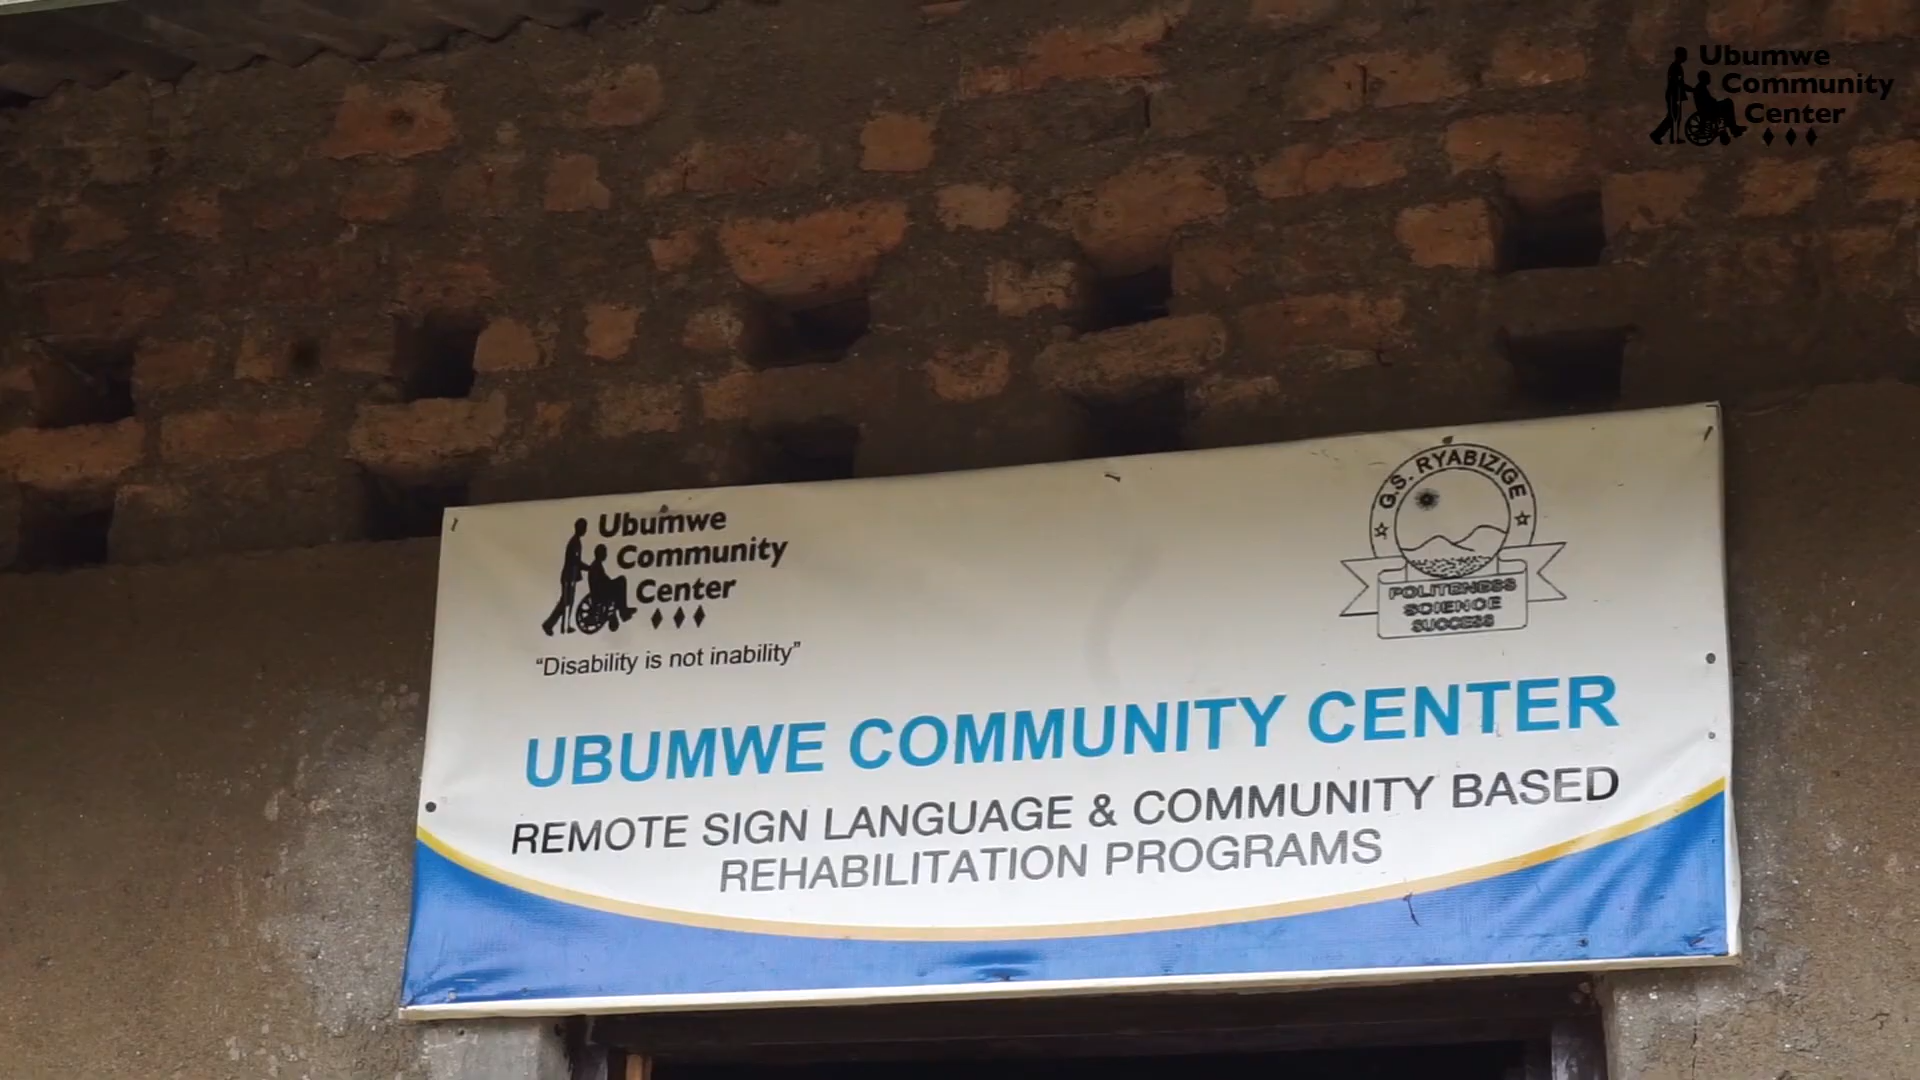 Ubumwe
Community
Center
Ubumwe
Community
Center
“Disability is not inability”
G.S. RYABIZIGE
POLITENESS
SCIENCE
SUCCESS
UBUMWE COMMUNITY CENTER
REMOTE SIGN LANGUAGE & COMMUNITY BASED
REHABILITATION PROGRAMS